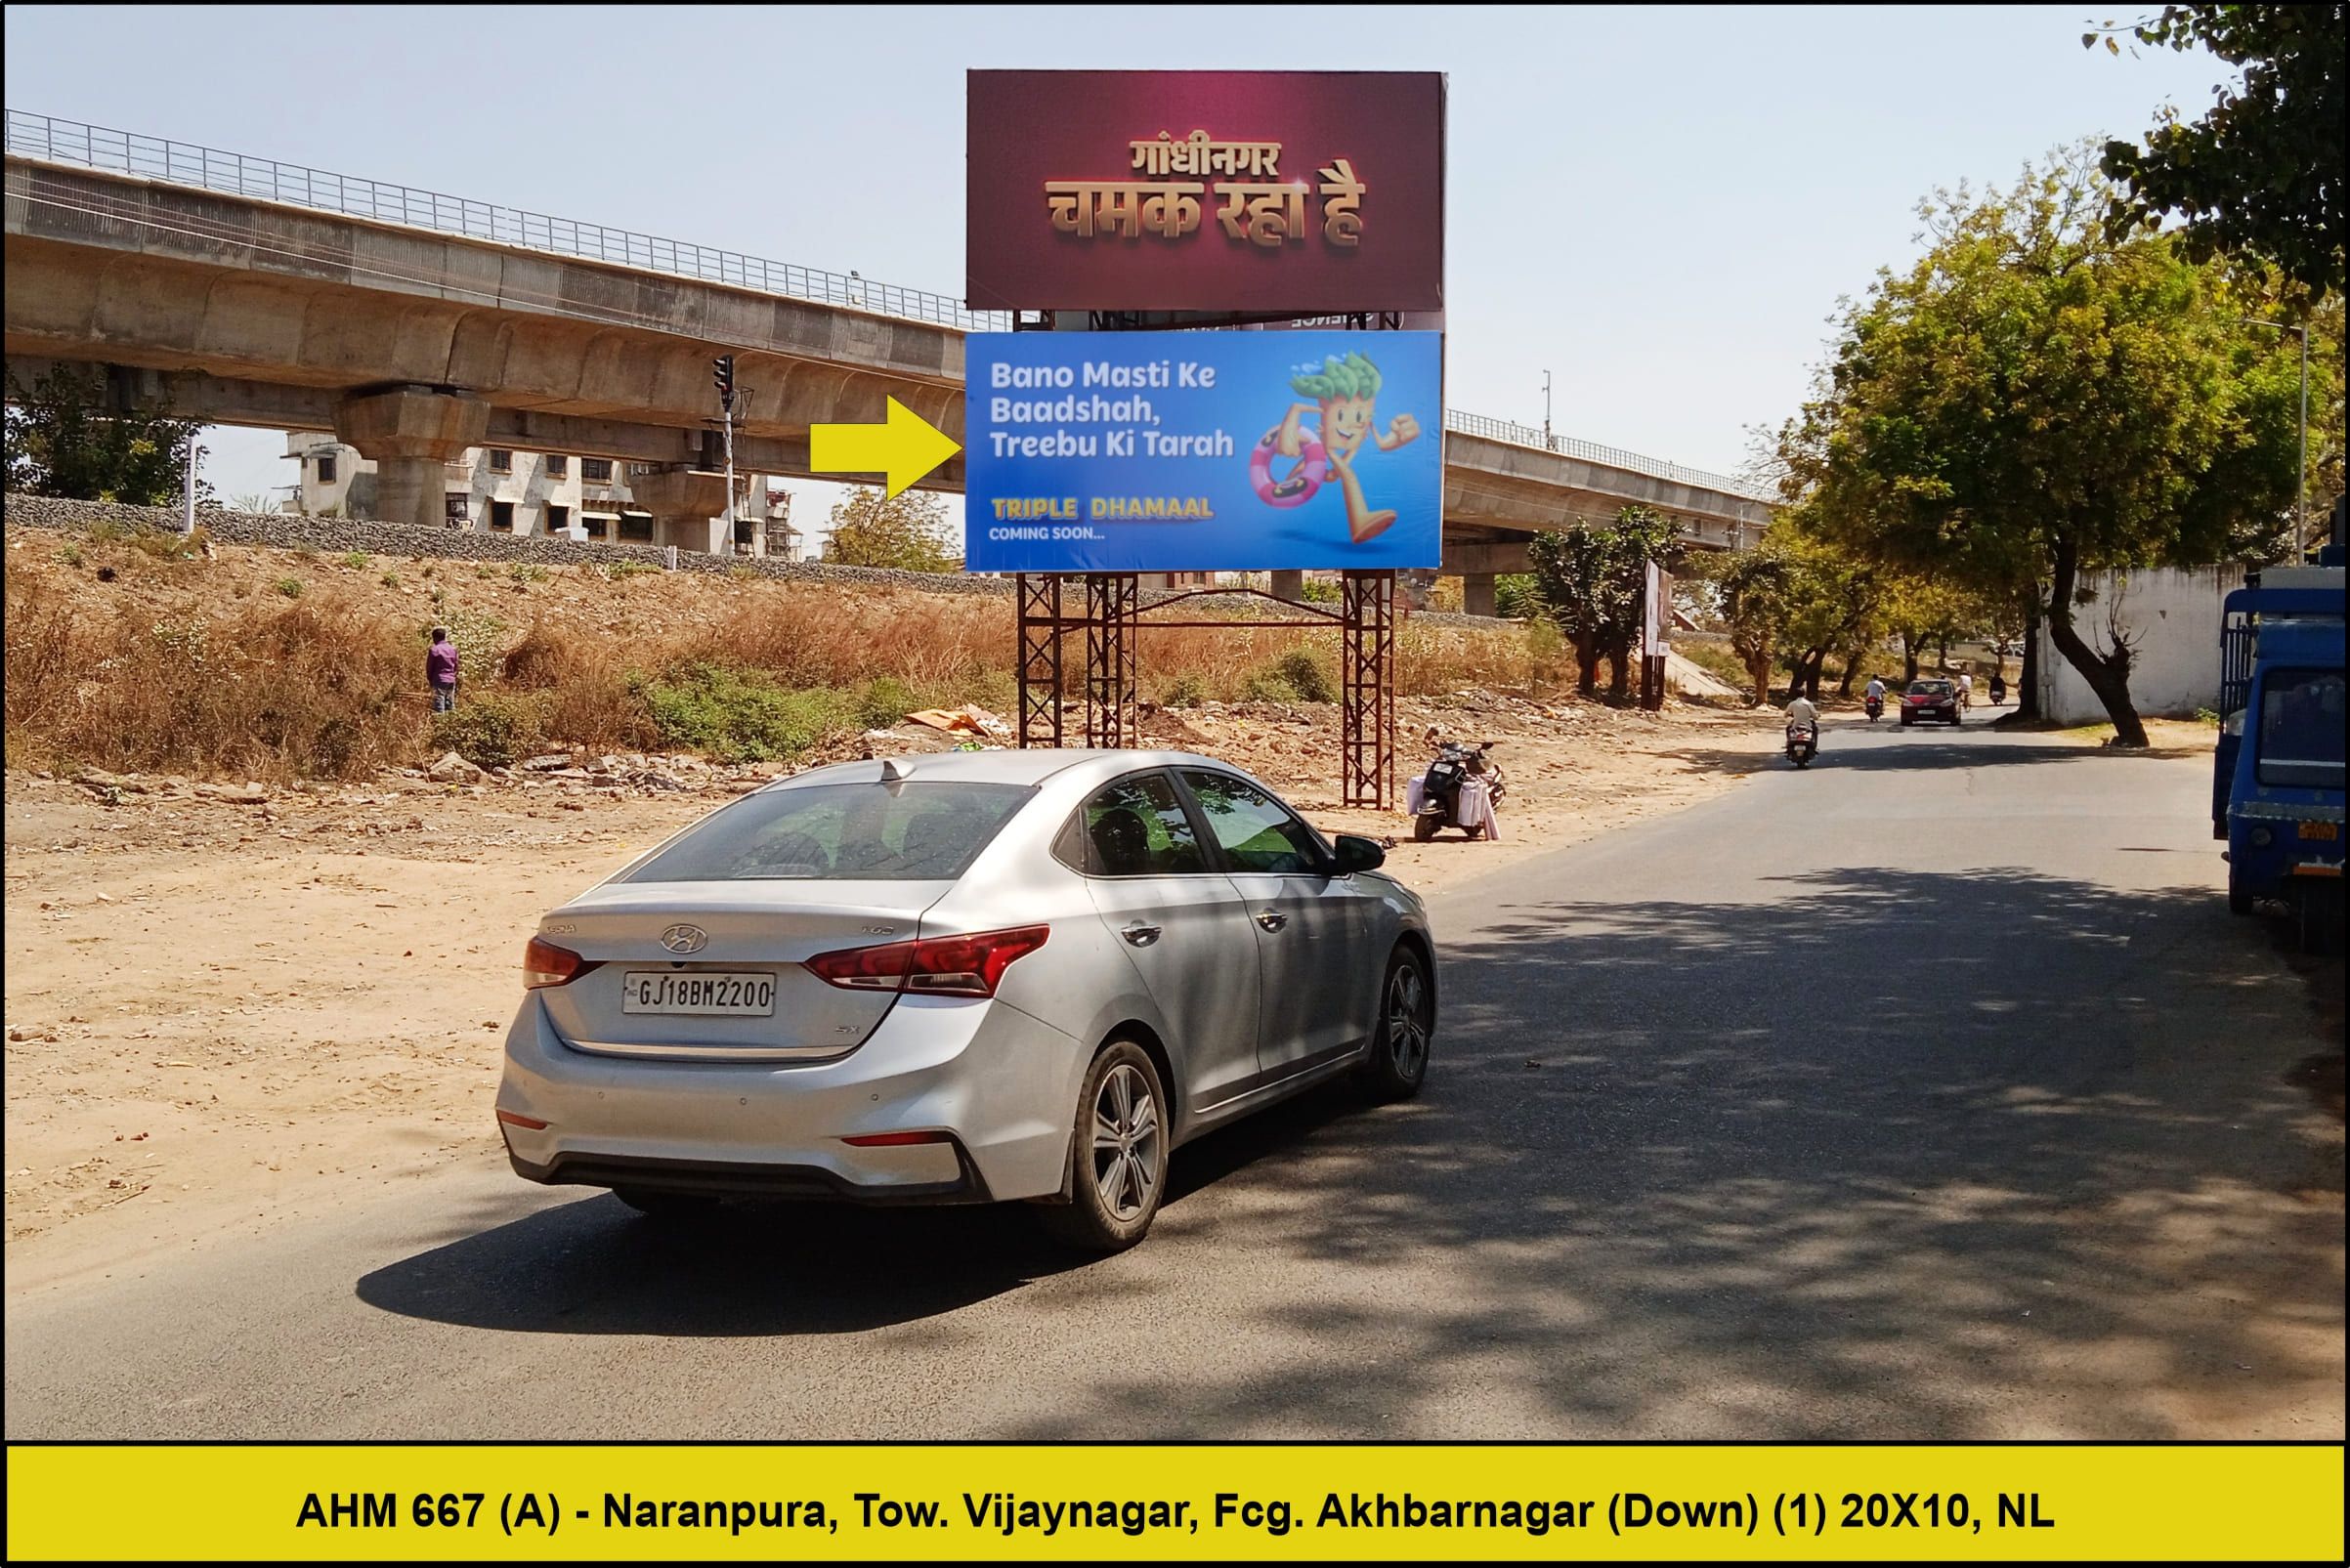 गांधीनगर
चमक रहा है
Bano Masti Ke
Baadshah,
Treebu Ki Tarah
TRIPLE DHAMAAL
COMING SOON...
GJ18BM2200
SX
AHM 667 (A) - Naranpura, Tow. Vijaynagar, Fcg. Akhbarnagar (Down) (1) 20X10, NL